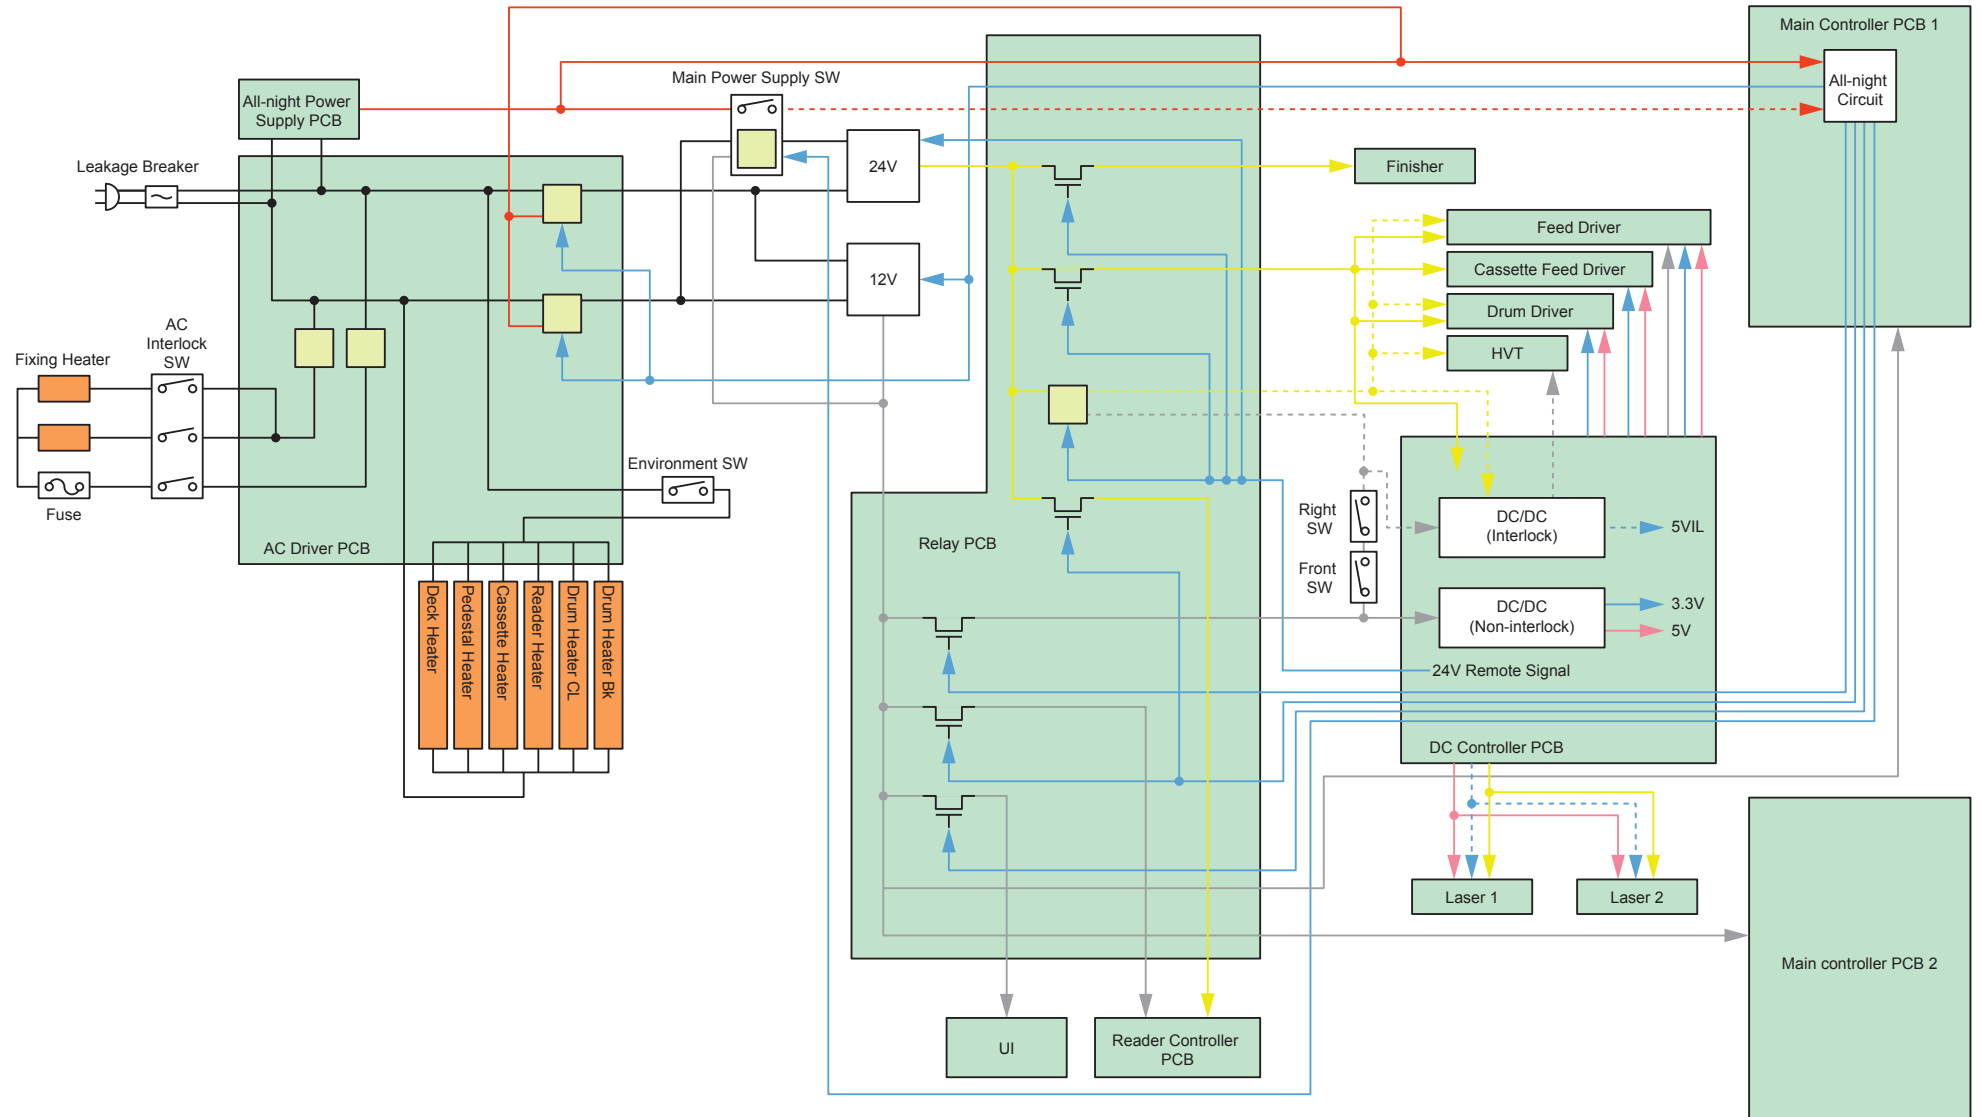 Main Controller PCB 1
All-night
Circuit
Main Power Supply SW
All-night Power
Supply PCB
Leakage Breaker
24V
Finisher
Feed Driver
Cassette Feed Driver
12V
Drum Driver
HVT
AC
Interlock
SW
Fixing Heater
Fuse
Environment SW
AC Driver PCB
Relay PCB
Right
SW
Front
SW
DC/DC
(Interlock)
5VIL
DC/DC
(Non-interlock)
3.3V
5V
24V Remote Signal
DC Controller PCB
Deck Heater
Pedestal Heater
Cassette Heater
Reader Heater
Drum Heater CL
Drum Heater Bk
Laser 1
Laser 2
Main controller PCB 2
UI
Reader Controller
PCB